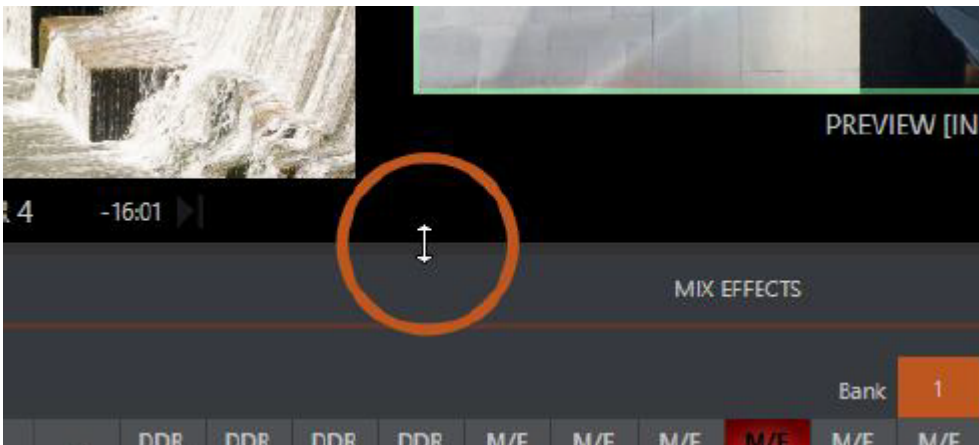 PREVIEW [IN
4 -16:01
MIX EFFECTS
Bank 1
DDR DDR DDR DDR M/E M/E M/E M/E M/E M/E